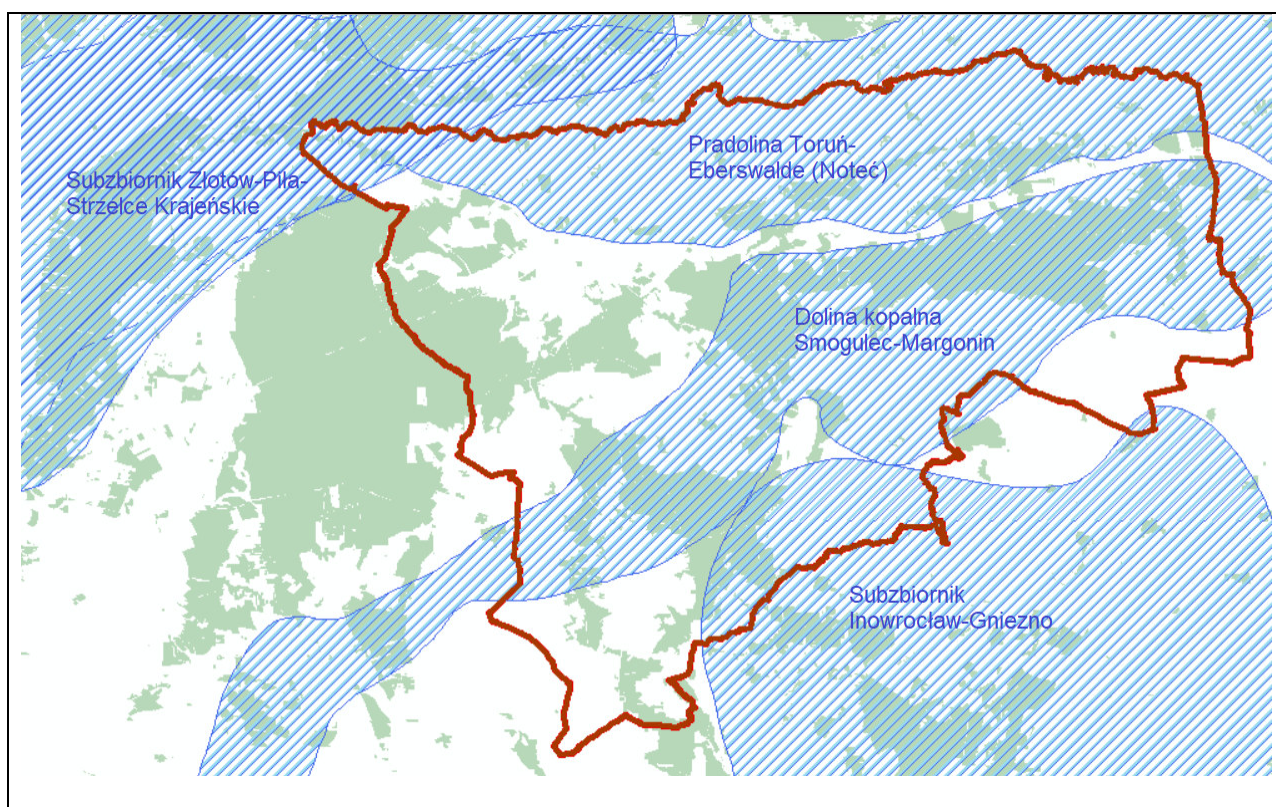 Pradolina Toruń-
Eberswalde (Noteć)
Subzbiornik Złotów-Piła-
Strzelce Krajeńskie
Dolina kopalna
Smogulec-Margonin
Subzbiornik
Inowrocław-Gniezno